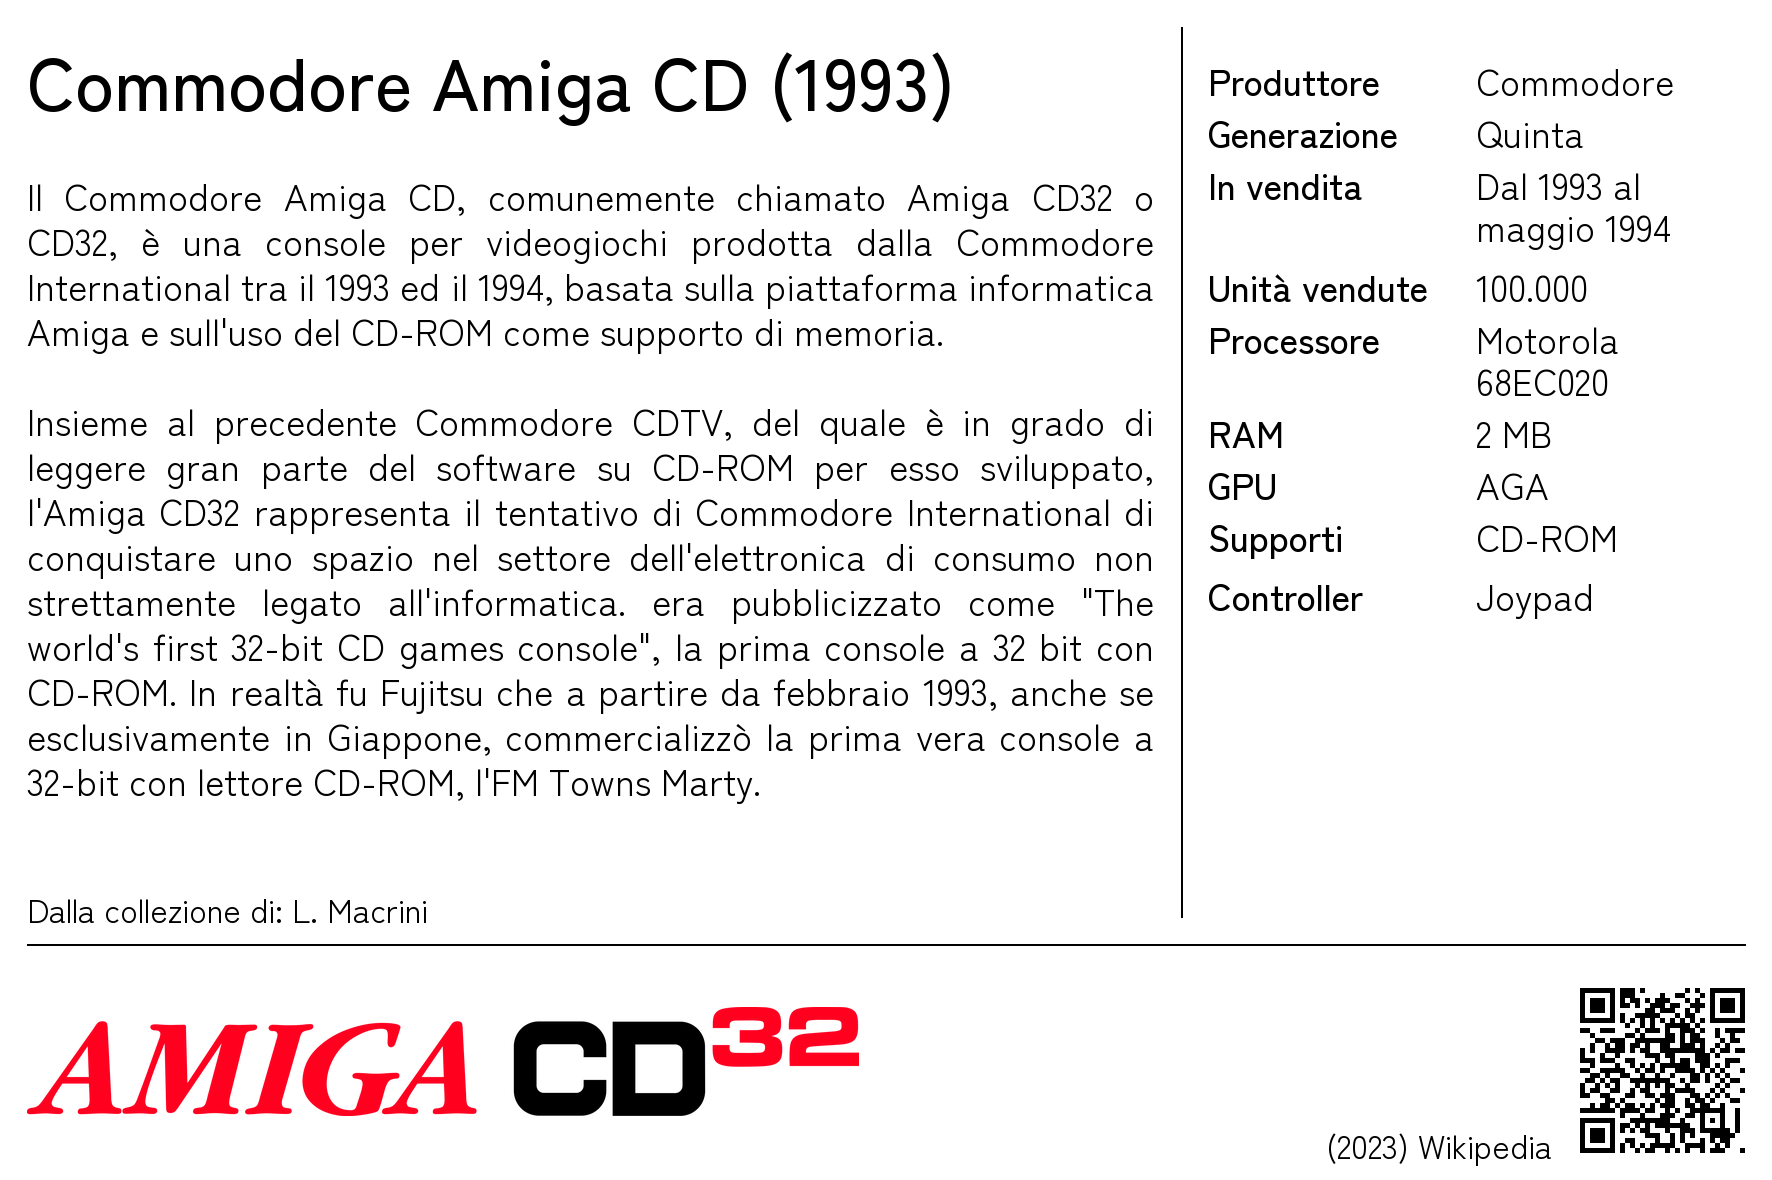 Commodore Amiga CD (1993)
Il Commodore Amiga CD, comunemente chiamato Amiga CD32 o
CD32, è una console per videogiochi prodotta dalla Commodore
International tra il 1993 ed il 1994, basata sulla piattaforma informatica
Amiga e sull'uso del CD-ROM come supporto di memoria.
Insieme al precedente Commodore CDTV, del quale è in grado di
leggere gran parte del software su CD-ROM per esso sviluppato,
l'Amiga CD32 rappresenta il tentativo di Commodore International di
conquistare uno spazio nel settore dell'elettronica di consumo non
strettamente legato all'informatica. era pubblicizzato come "The
world's first 32-bit CD games console", la prima console a 32 bit con
CD-ROM. In realtà fu Fujitsu che a partire da febbraio 1993, anche se
esclusivamente in Giappone, commercializzò la prima vera console a
32-bit con lettore CD-ROM, l'FM Towns Marty.
Dalla collezione di: L. Macrini
Produttore Commodore
Generazione Quinta
In vendita Dal 1993 al
maggio 1994
Unità vendute 100.000
Processore Motorola
68EC020
RAM 2 MB
GPU AGA
Supporti CD-ROM
Controller Joypad
AMIGA CD32
(2023) Wikipedia